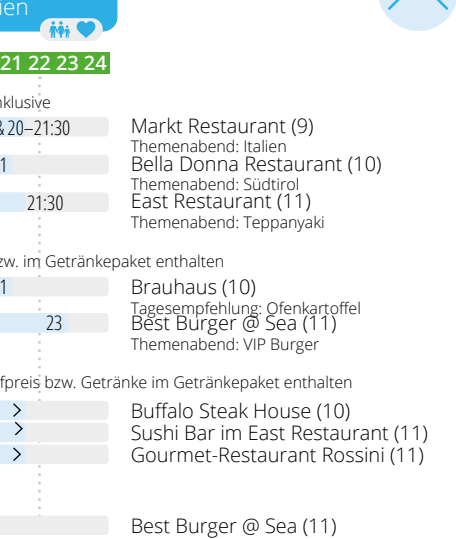 ien
21 22 23 24
nklusive
& 20–21:30 Markt Restaurant (9)
Themenabend: Italien
1 Bella Donna Restaurant (10)
Themenabend: Südtirol
21:30 East Restaurant (11)
Themenabend: Teppanyaki
zw. im Getränkepaket enthalten
1 Brauhaus (10)
Tagesempfehlung: Ofenkartoffel
23 Best Burger @ Sea (11)
Themenabend: VIP Burger
fpreis bzw. Getränke im Getränkepaket enthalten
Buffalo Steak House (10)
Sushi Bar im East Restaurant (11)
Gourmet-Restaurant Rossini (11)
Best Burger @ Sea (11)